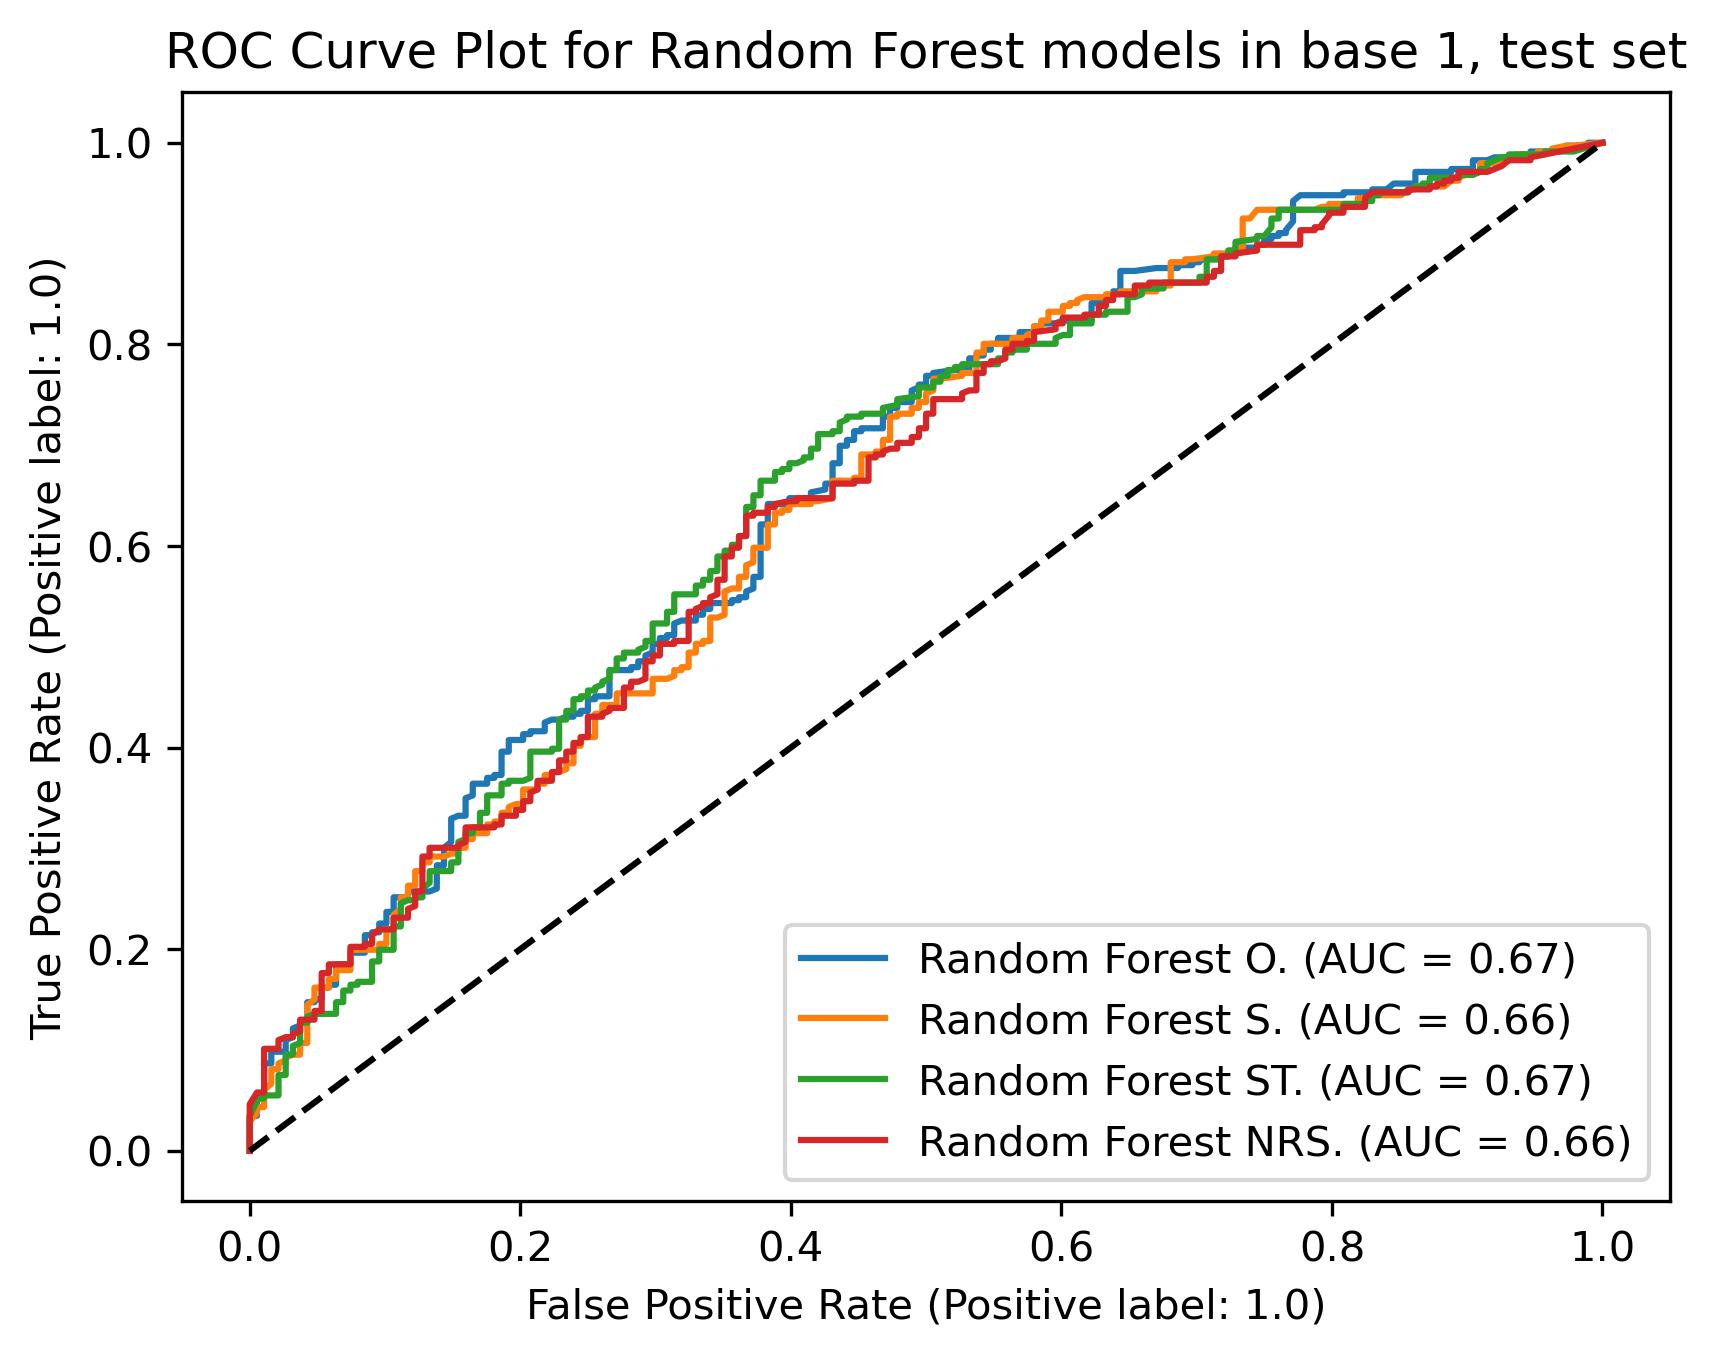 ROC Curve Plot for Random Forest models in base 1, test set
True Positive Rate (Positive label: 1.0)
1.0
0.8
0.6
0.4
0.2
0.0
Random Forest O. (AUC = 0.67)
Random Forest S. (AUC = 0.66)
Random Forest ST. (AUC = 0.67)
Random Forest NRS. (AUC = 0.66)
0.0 0.2 0.4 0.6 0.8 1.0
False Positive Rate (Positive label: 1.0)